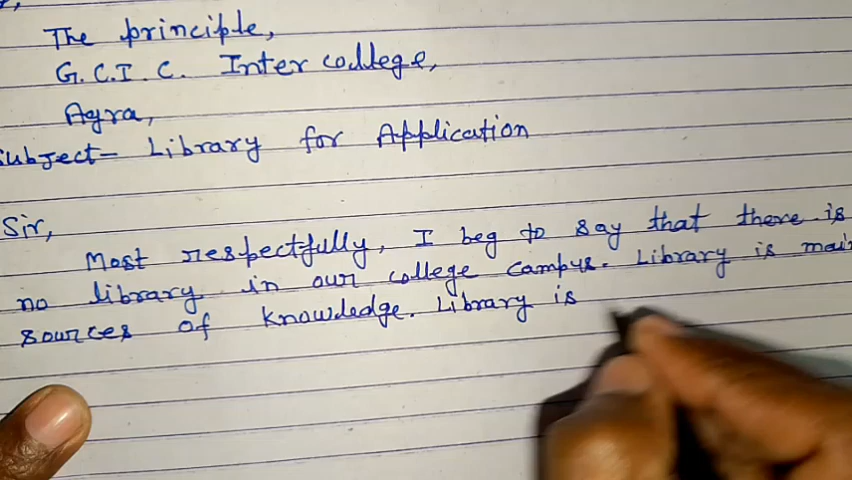 The principle,
G.C.I.C. Inter college,
Agra,
Subject- Library for Application
Sir,
Most respectfully, I beg to say that there is
no library in our college campus. Library is main
sources of knowledge. Library is